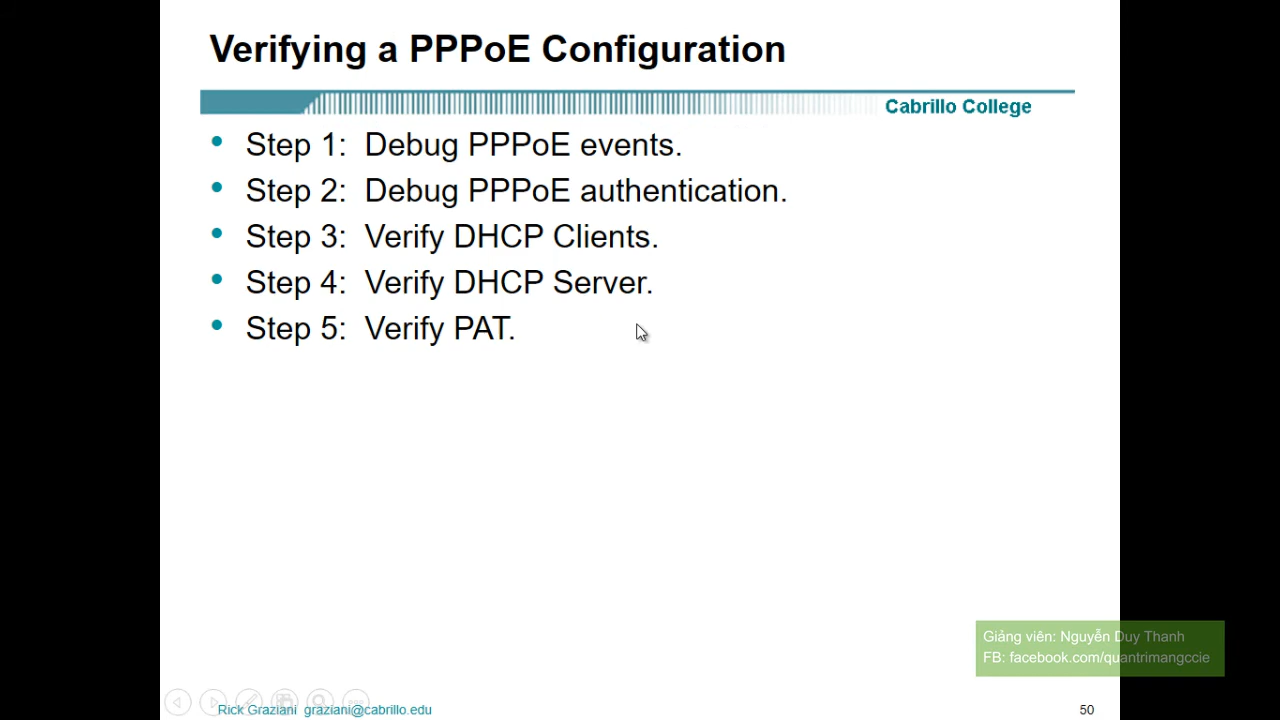 Verifying a PPPoE Configuration
Cabrillo College
• Step 1: Debug PPPoE events.
• Step 2: Debug PPPoE authentication.
• Step 3: Verify DHCP Clients.
• Step 4: Verify DHCP Server.
• Step 5: Verify PAT.
Giảng viên: Nguyễn Duy Thanh
FB: facebook.com/quantrimangccie
Rick Graziani graziani@cabrillo.edu
50